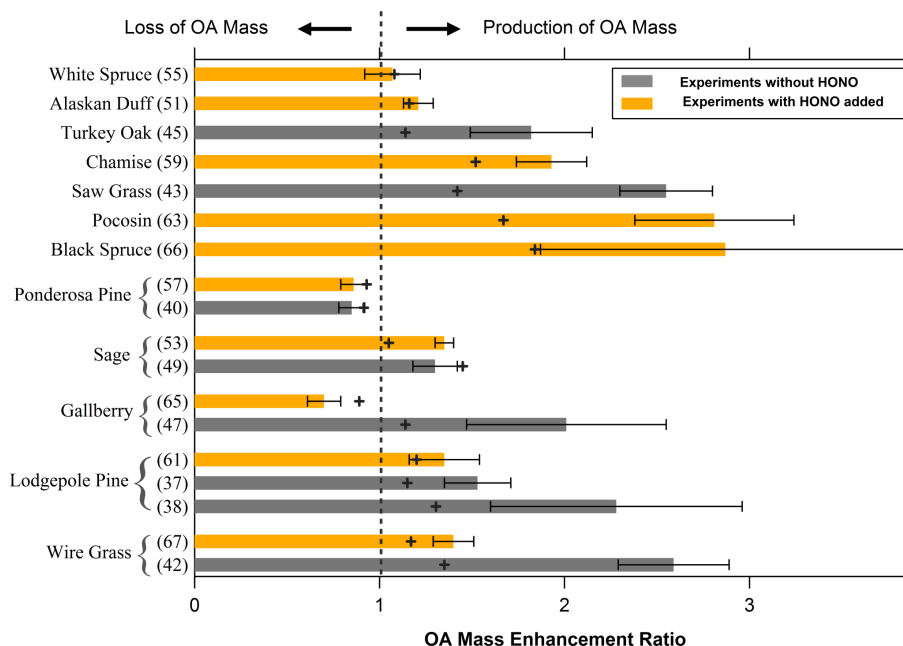 Loss of OA Mass
Production of OA Mass
Experiments without HONO
Experiments with HONO added
White Spruce (55)
Alaskan Duff (51)
Turkey Oak (45)
Chamise (59)
Saw Grass (43)
Pocosin (63)
Black Spruce (66)
Ponderosa Pine
(57)
(40)
Sage
(53)
(49)
Gallberry
(65)
(47)
Lodgepole Pine
(61)
(37)
(38)
Wire Grass
(67)
(42)
0 1 2 3
OA Mass Enhancement Ratio